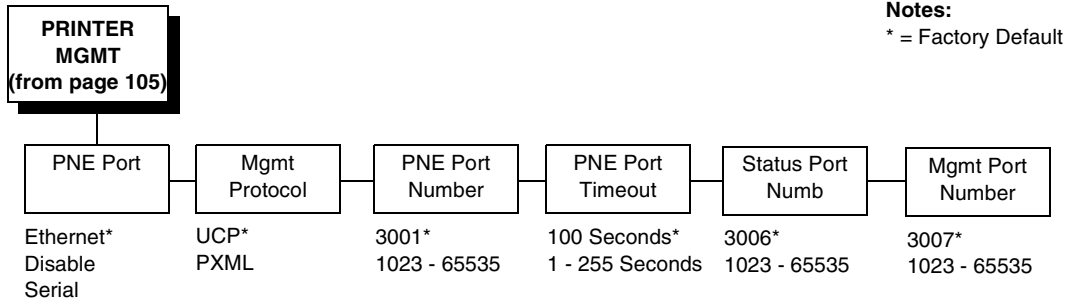 PRINTER
MGMT
(from page 105)
Notes:
* = Factory Default
PNE Port
Mgmt
Protocol
PNE Port
Number
PNE Port
Timeout
Status Port
Numb
Mgmt Port
Number
Ethernet*
Disable
Serial
UCP*
PXML
3001*
1023 - 65535
100 Seconds*
1 - 255 Seconds
3006*
1023 - 65535
3007*
1023 - 65535